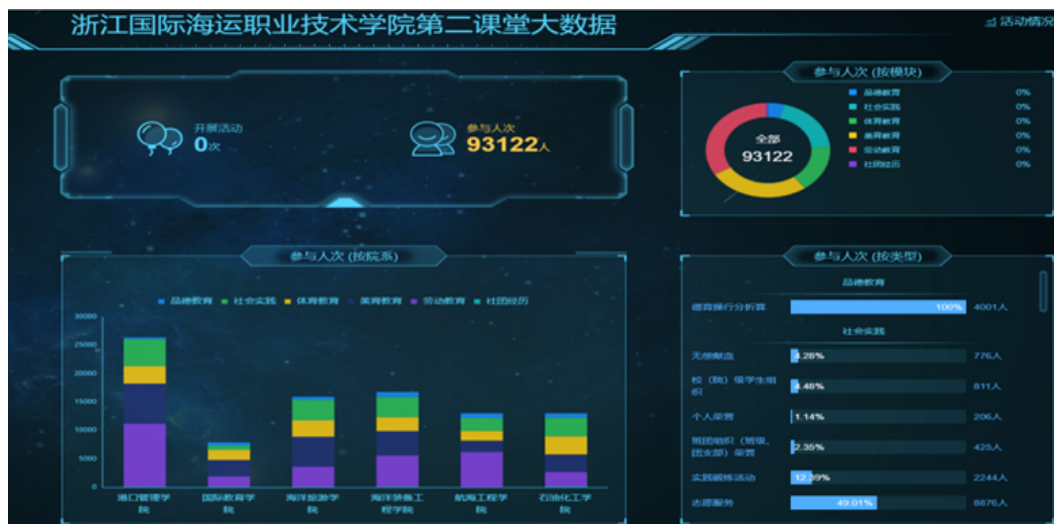 浙江国际海运职业技术学院第二课堂大数据
活动情况
开展活动
0次
参与人次
93122人
参与人次 (按模块)
全部
93122
品德教育 0%
社会实践 0%
体育教育 0%
美育教育 0%
劳动教育 0%
社团经历 0%
参与人次 (按院系)
品德教育 社会实践 体育教育 美育教育 劳动教育 社团经历
30000
25000
20000
15000
10000
5000
0
港口管理学 国际教育学 海洋旅游学 海洋装备工 航海工程学 石油化工学
院 院 院 程学院 院 院
参与人次 (按类型)
品德教育
德育操行分折算 100% 4001人
社会实践
无偿献血 4.28% 776人
校（院）级学生组
织 4.48% 811人
个人荣誉 1.14% 206人
班团组织（班级、
团支部）荣誉 2.35% 425人
实践锻炼活动 12.39% 2244人
志愿服务 49.01% 8876人